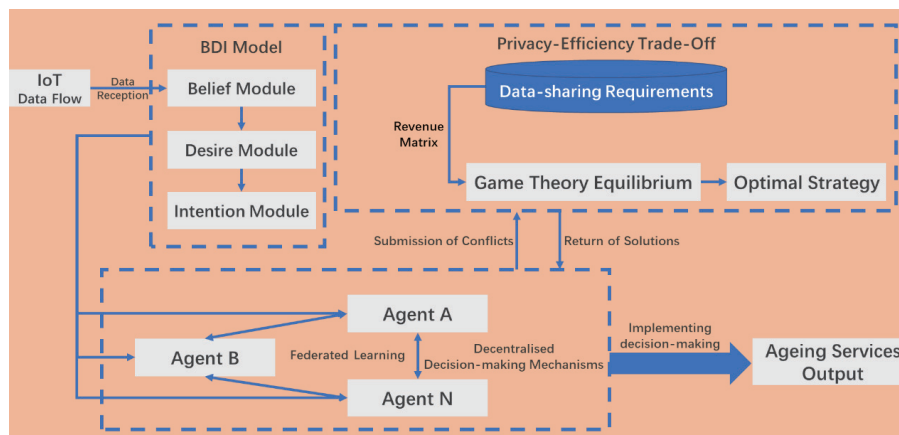 BDI Model
IoT
Data Flow
Data
Reception
Belief Module
Desire Module
Intention Module
Privacy-Efficiency Trade-Off
Data-sharing Requirements
Revenue
Matrix
Game Theory Equilibrium
Optimal Strategy
Submission of Conflicts
Return of Solutions
Agent A
Agent B
Federated Learning
Decentralised
Decision-making Mechanisms
Agent N
Implementing
decision-making
Ageing Services
Output